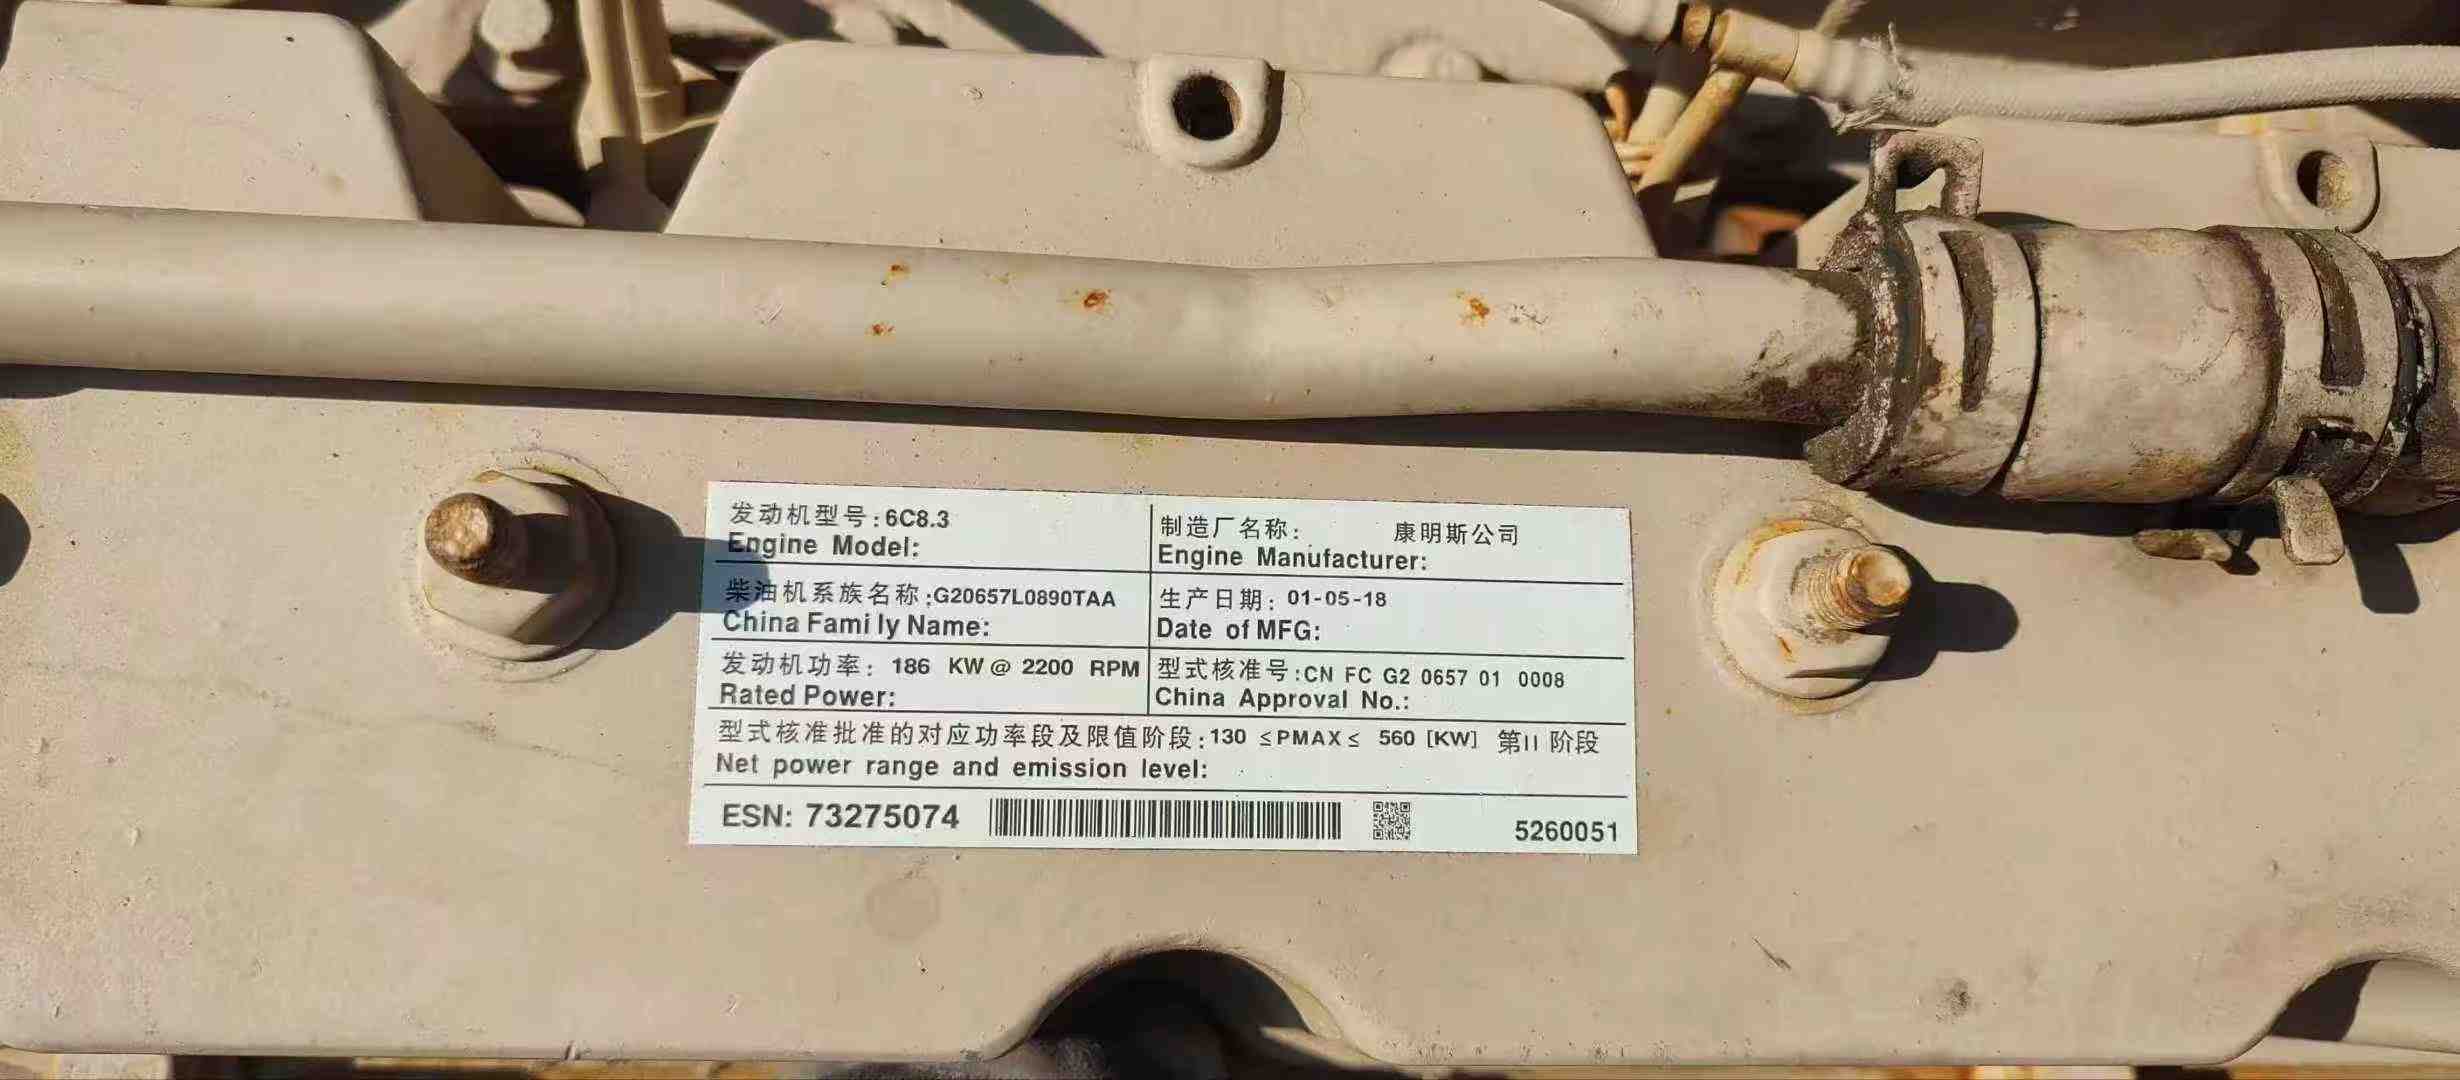 发动机型号:6C8.3
Engine Model:
制造厂名称: 康明斯公司
Engine Manufacturer:
柴油机系族名称:G20657L0890TAA
China Family Name:
生产日期: 01-05-18
Date of MFG:
发动机功率: 186 KW@ 2200 RPM
Rated Power:
型式核准号:CN FC G2 0657 01 0008
China Approval No.:
型式核准批准的对应功率段及限值阶段:130 ≤PMAX≤ 560 [KW] 第II 阶段
Net power range and emission level:
ESN: 73275074
5260051